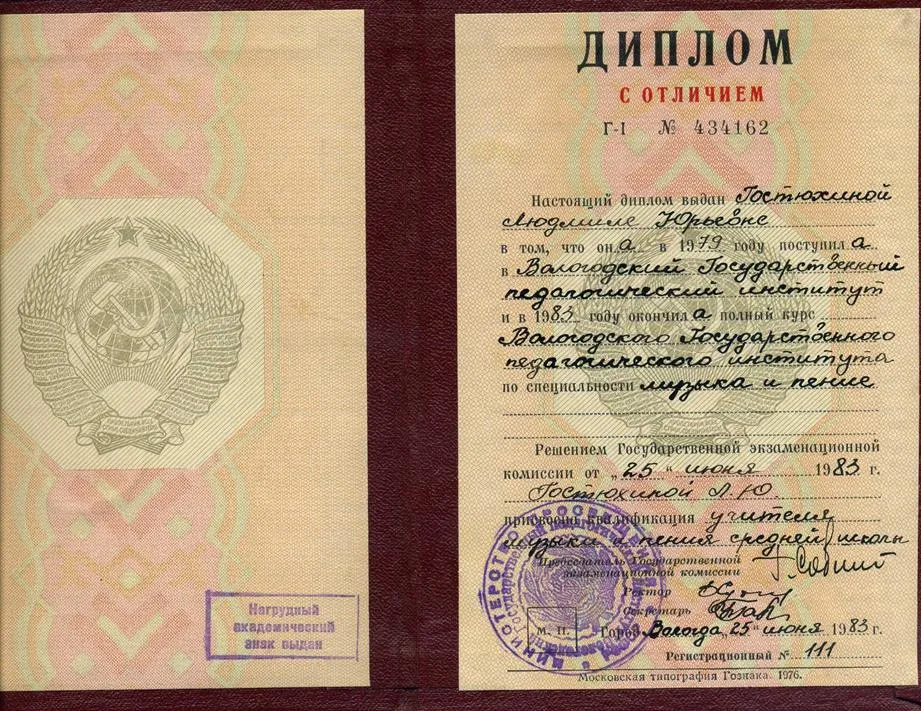 Нагрудный
академический
знак выдан
ДИПЛОМ
С ОТЛИЧИЕМ
Г-I № 434162
Настоящий диплом выдан Гостюхиной
Людмиле Юрьевне
в том, что она в 1979 году поступила
в Вологодский Государственный
педагогический институт
и в 1983 году окончила полный курс
Вологодского Государственного
педагогического института
по специальности музыка и пение
Решением Государственной экзаменационной
комиссии от „25“ июня 1983 г.
Гостюхиной Л.Ю.
присвоена квалификация учителя
музыки и пения средней школы
Председатель Государственной
экзаменационной комиссии
Ректор
Секретарь
М. П. Город Вологда „25“ июня 1983 г.
Регистрационный № 111
Московская типография Гознака. 1976.